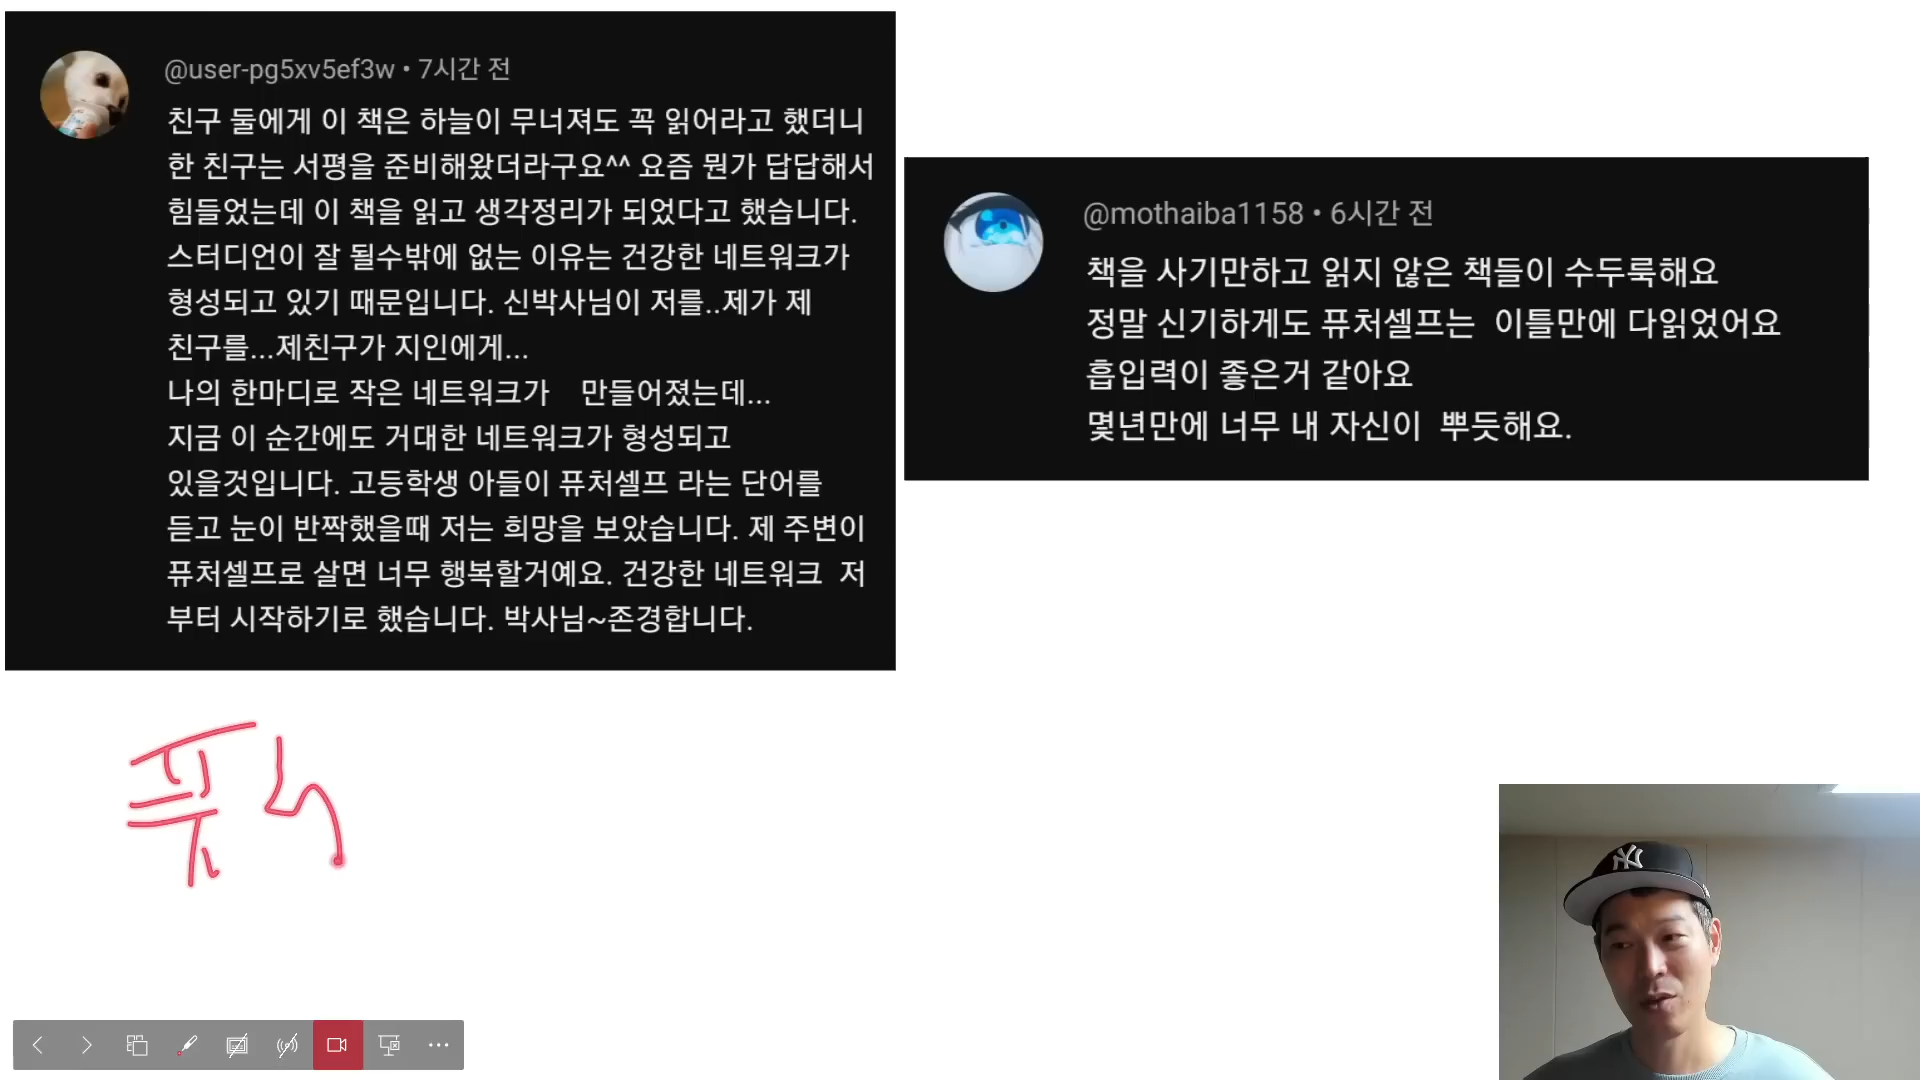 @user-pg5xv5ef3w • 7시간 전
친구 둘에게 이 책은 하늘이 무너져도 꼭 읽어라고 했더니
한 친구는 서평을 준비해왔더라구요^^ 요즘 뭔가 답답해서
힘들었는데 이 책을 읽고 생각정리가 되었다고 했습니다.
스터디언이 잘 될수밖에 없는 이유는 건강한 네트워크가
형성되고 있기 때문입니다. 신박사님이 저를..제가 제
친구를...제친구가 지인에게...
나의 한마디로 작은 네트워크가 만들어졌는데...
지금 이 순간에도 거대한 네트워크가 형성되고
있을것입니다. 고등학생 아들이 퓨처셀프 라는 단어를
듣고 눈이 반짝했을때 저는 희망을 보았습니다. 제 주변이
퓨처셀프로 살면 너무 행복할거예요. 건강한 네트워크 저
부터 시작하기로 했습니다. 박사님~존경합니다.
@mothaiba1158 • 6시간 전
책을 사기만하고 읽지 않은 책들이 수두룩해요
정말 신기하게도 퓨처셀프는 이틀만에 다읽었어요
흡입력이 좋은거 같아요
몇년만에 너무 내 자신이 뿌듯해요.
NY